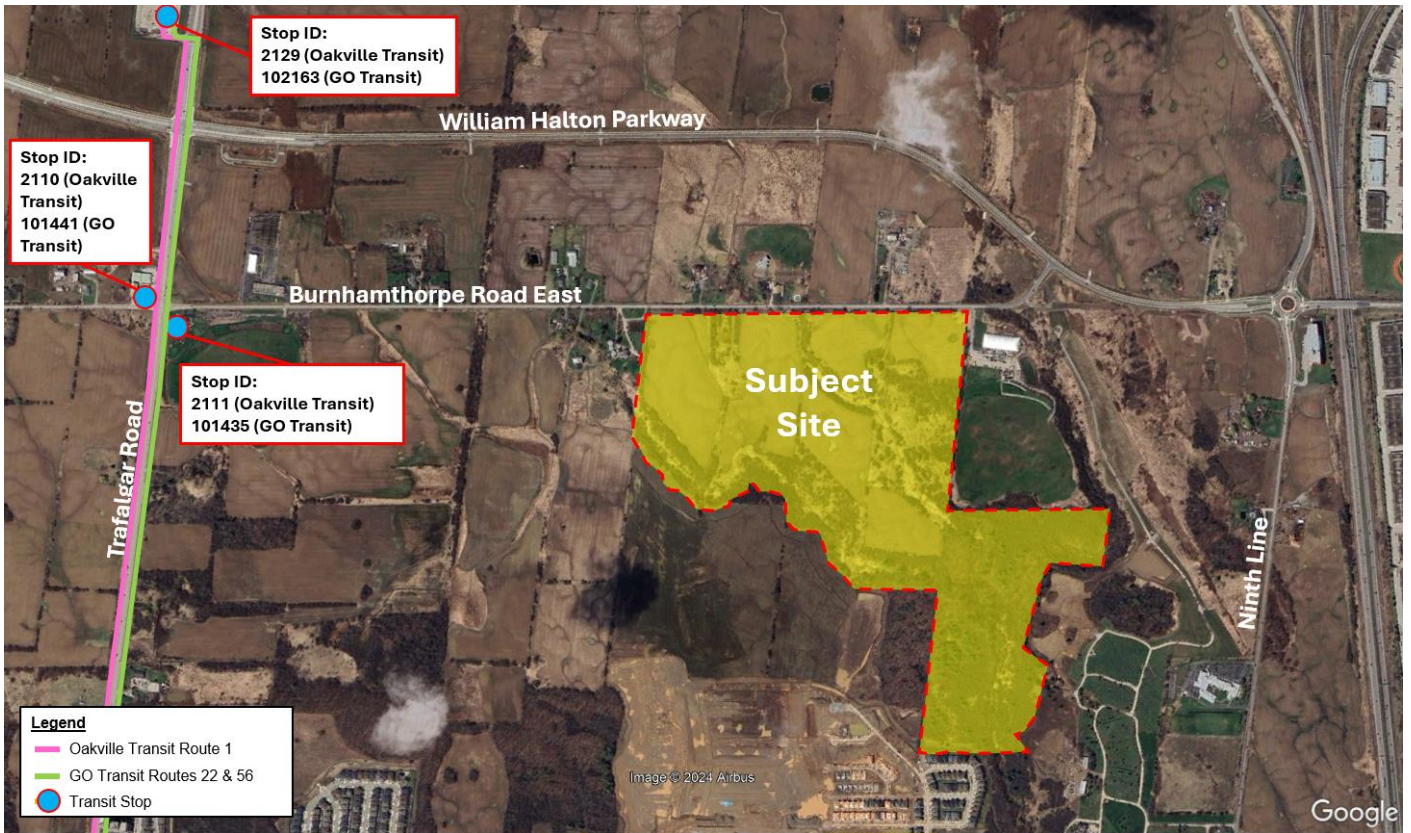 Stop ID:
2129 (Oakville Transit)
102163 (GO Transit)
William Halton Parkway
Stop ID:
2110 (Oakville
Transit)
101441 (GO
Transit)
Burnhamthorpe Road East
Stop ID:
2111 (Oakville Transit)
101435 (GO Transit)
Subject
Site
Trafalgar Road
Ninth Line
Legend
Oakville Transit Route 1
GO Transit Routes 22 & 56
Transit Stop
Image © 2024 Airbus
Google